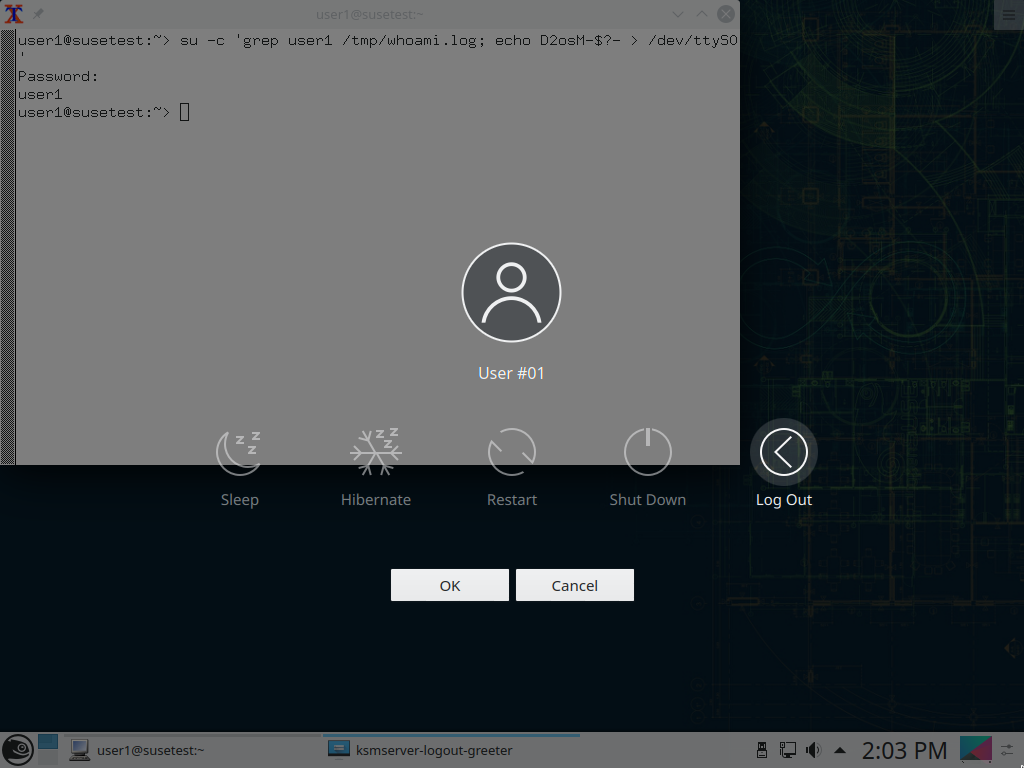 user1@susetest:~
user1@susetest:~> su -c 'grep user1 /tmp/whoami.log; echo D2osM-$?- > /dev/ttyS0
'
Password:
user1
user1@susetest:~>
User #01
Sleep
Hibernate
Restart
Shut Down
Log Out
OK
Cancel
user1@susetest:~
ksmserver-logout-greeter
2:03 PM